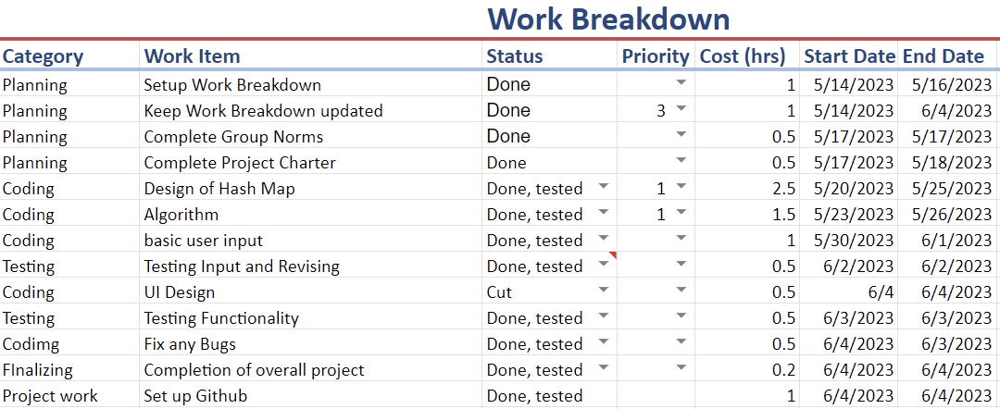 Work Breakdown
Category Work Item Status Priority Cost (hrs) Start Date End Date
Planning Setup Work Breakdown Done 1 5/14/2023 5/16/2023
Planning Keep Work Breakdown updated Done 3 1 5/14/2023 6/4/2023
Planning Complete Group Norms Done 0.5 5/17/2023 5/17/2023
Planning Complete Project Charter Done 0.5 5/17/2023 5/18/2023
Coding Design of Hash Map Done, tested 1 2.5 5/20/2023 5/25/2023
Coding Algorithm Done, tested 1 1.5 5/23/2023 5/26/2023
Coding basic user input Done, tested 1 5/30/2023 6/1/2023
Testing Testing Input and Revising Done, tested 0.5 6/2/2023 6/2/2023
Coding UI Design Cut 0.5 6/4 6/4/2023
Testing Testing Functionality Done, tested 0.5 6/3/2023 6/3/2023
Codimg Fix any Bugs Done, tested 0.5 6/4/2023 6/3/2023
FInalizing Completion of overall project Done, tested 0.2 6/4/2023 6/4/2023
Project work Set up Github Done, tested 1 6/4/2023 6/4/2023